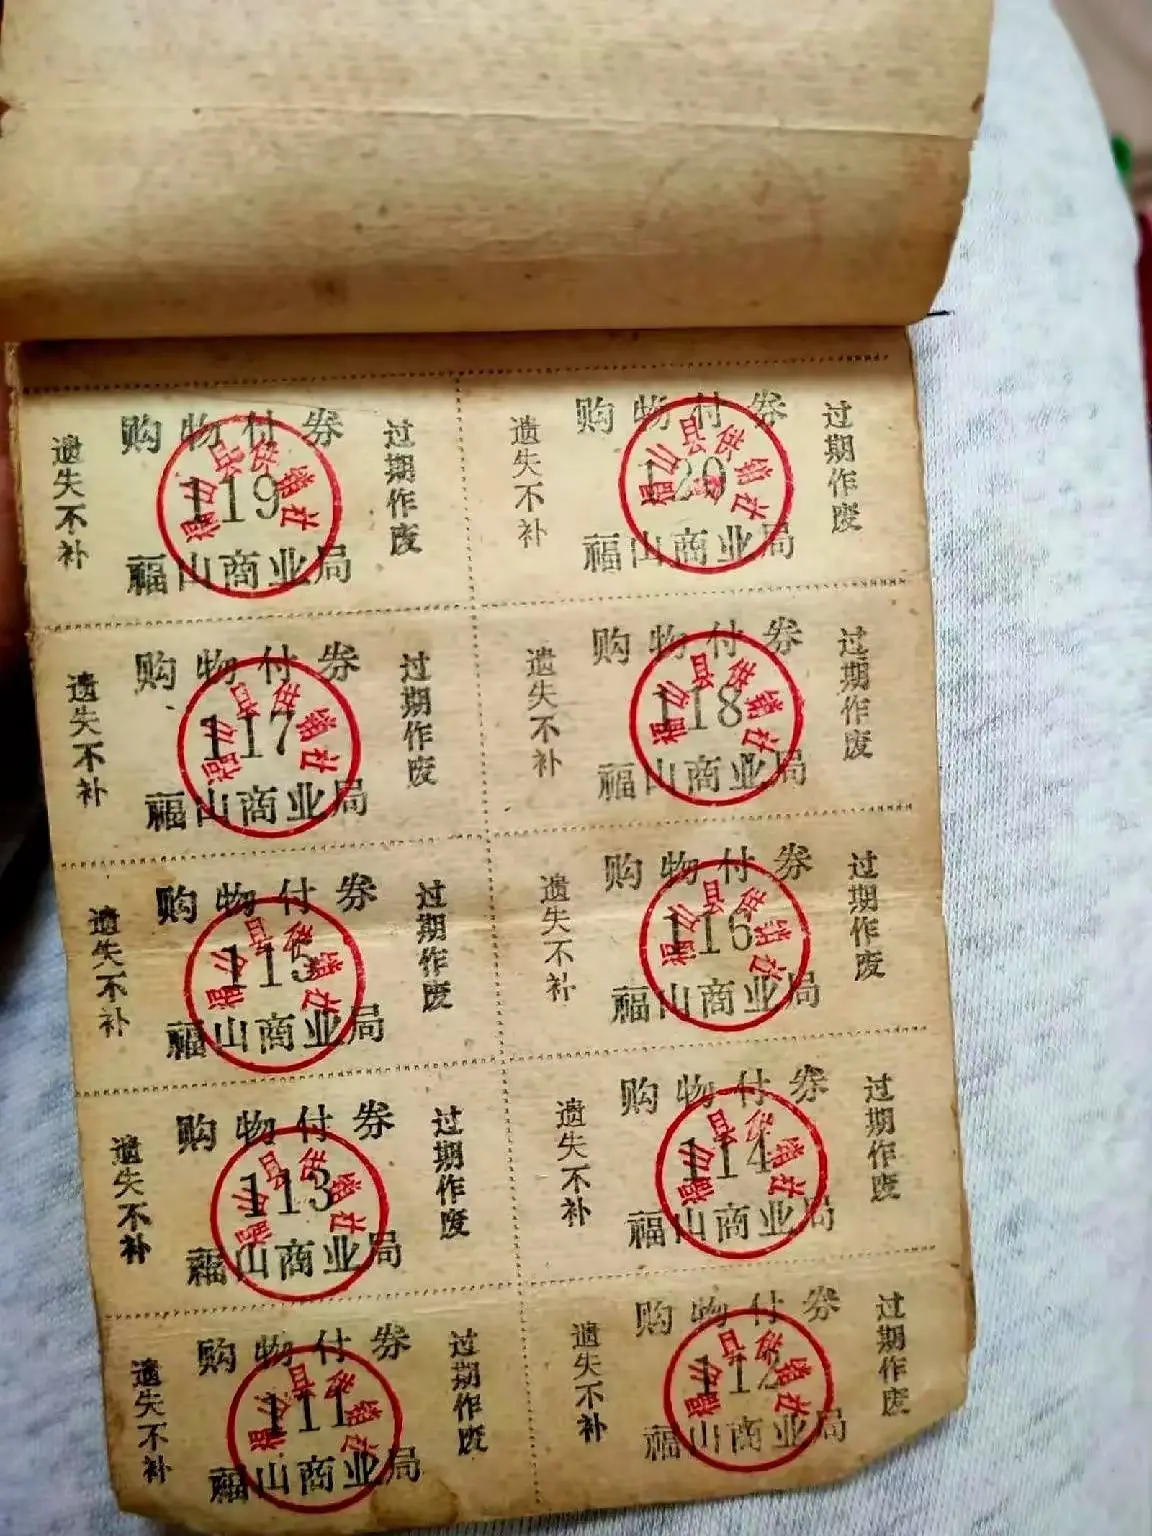 购物付券
遗失不补
119
过期作废
福山商业局
福山县供销社
购物付券
遗失不补
120
过期作废
福山商业局
福山县供销社
购物付券
遗失不补
117
过期作废
福山商业局
福山县供销社
购物付券
遗失不补
118
过期作废
福山商业局
福山县供销社
购物付券
遗失不补
115
过期作废
福山商业局
福山县供销社
购物付券
遗失不补
116
过期作废
福山商业局
福山县供销社
购物付券
遗失不补
113
过期作废
福山商业局
福山县供销社
购物付券
遗失不补
114
过期作废
福山商业局
福山县供销社
购物付券
遗失不补
111
过期作废
福山商业局
福山县供销社
购物付券
遗失不补
112
过期作废
福山商业局
福山县供销社